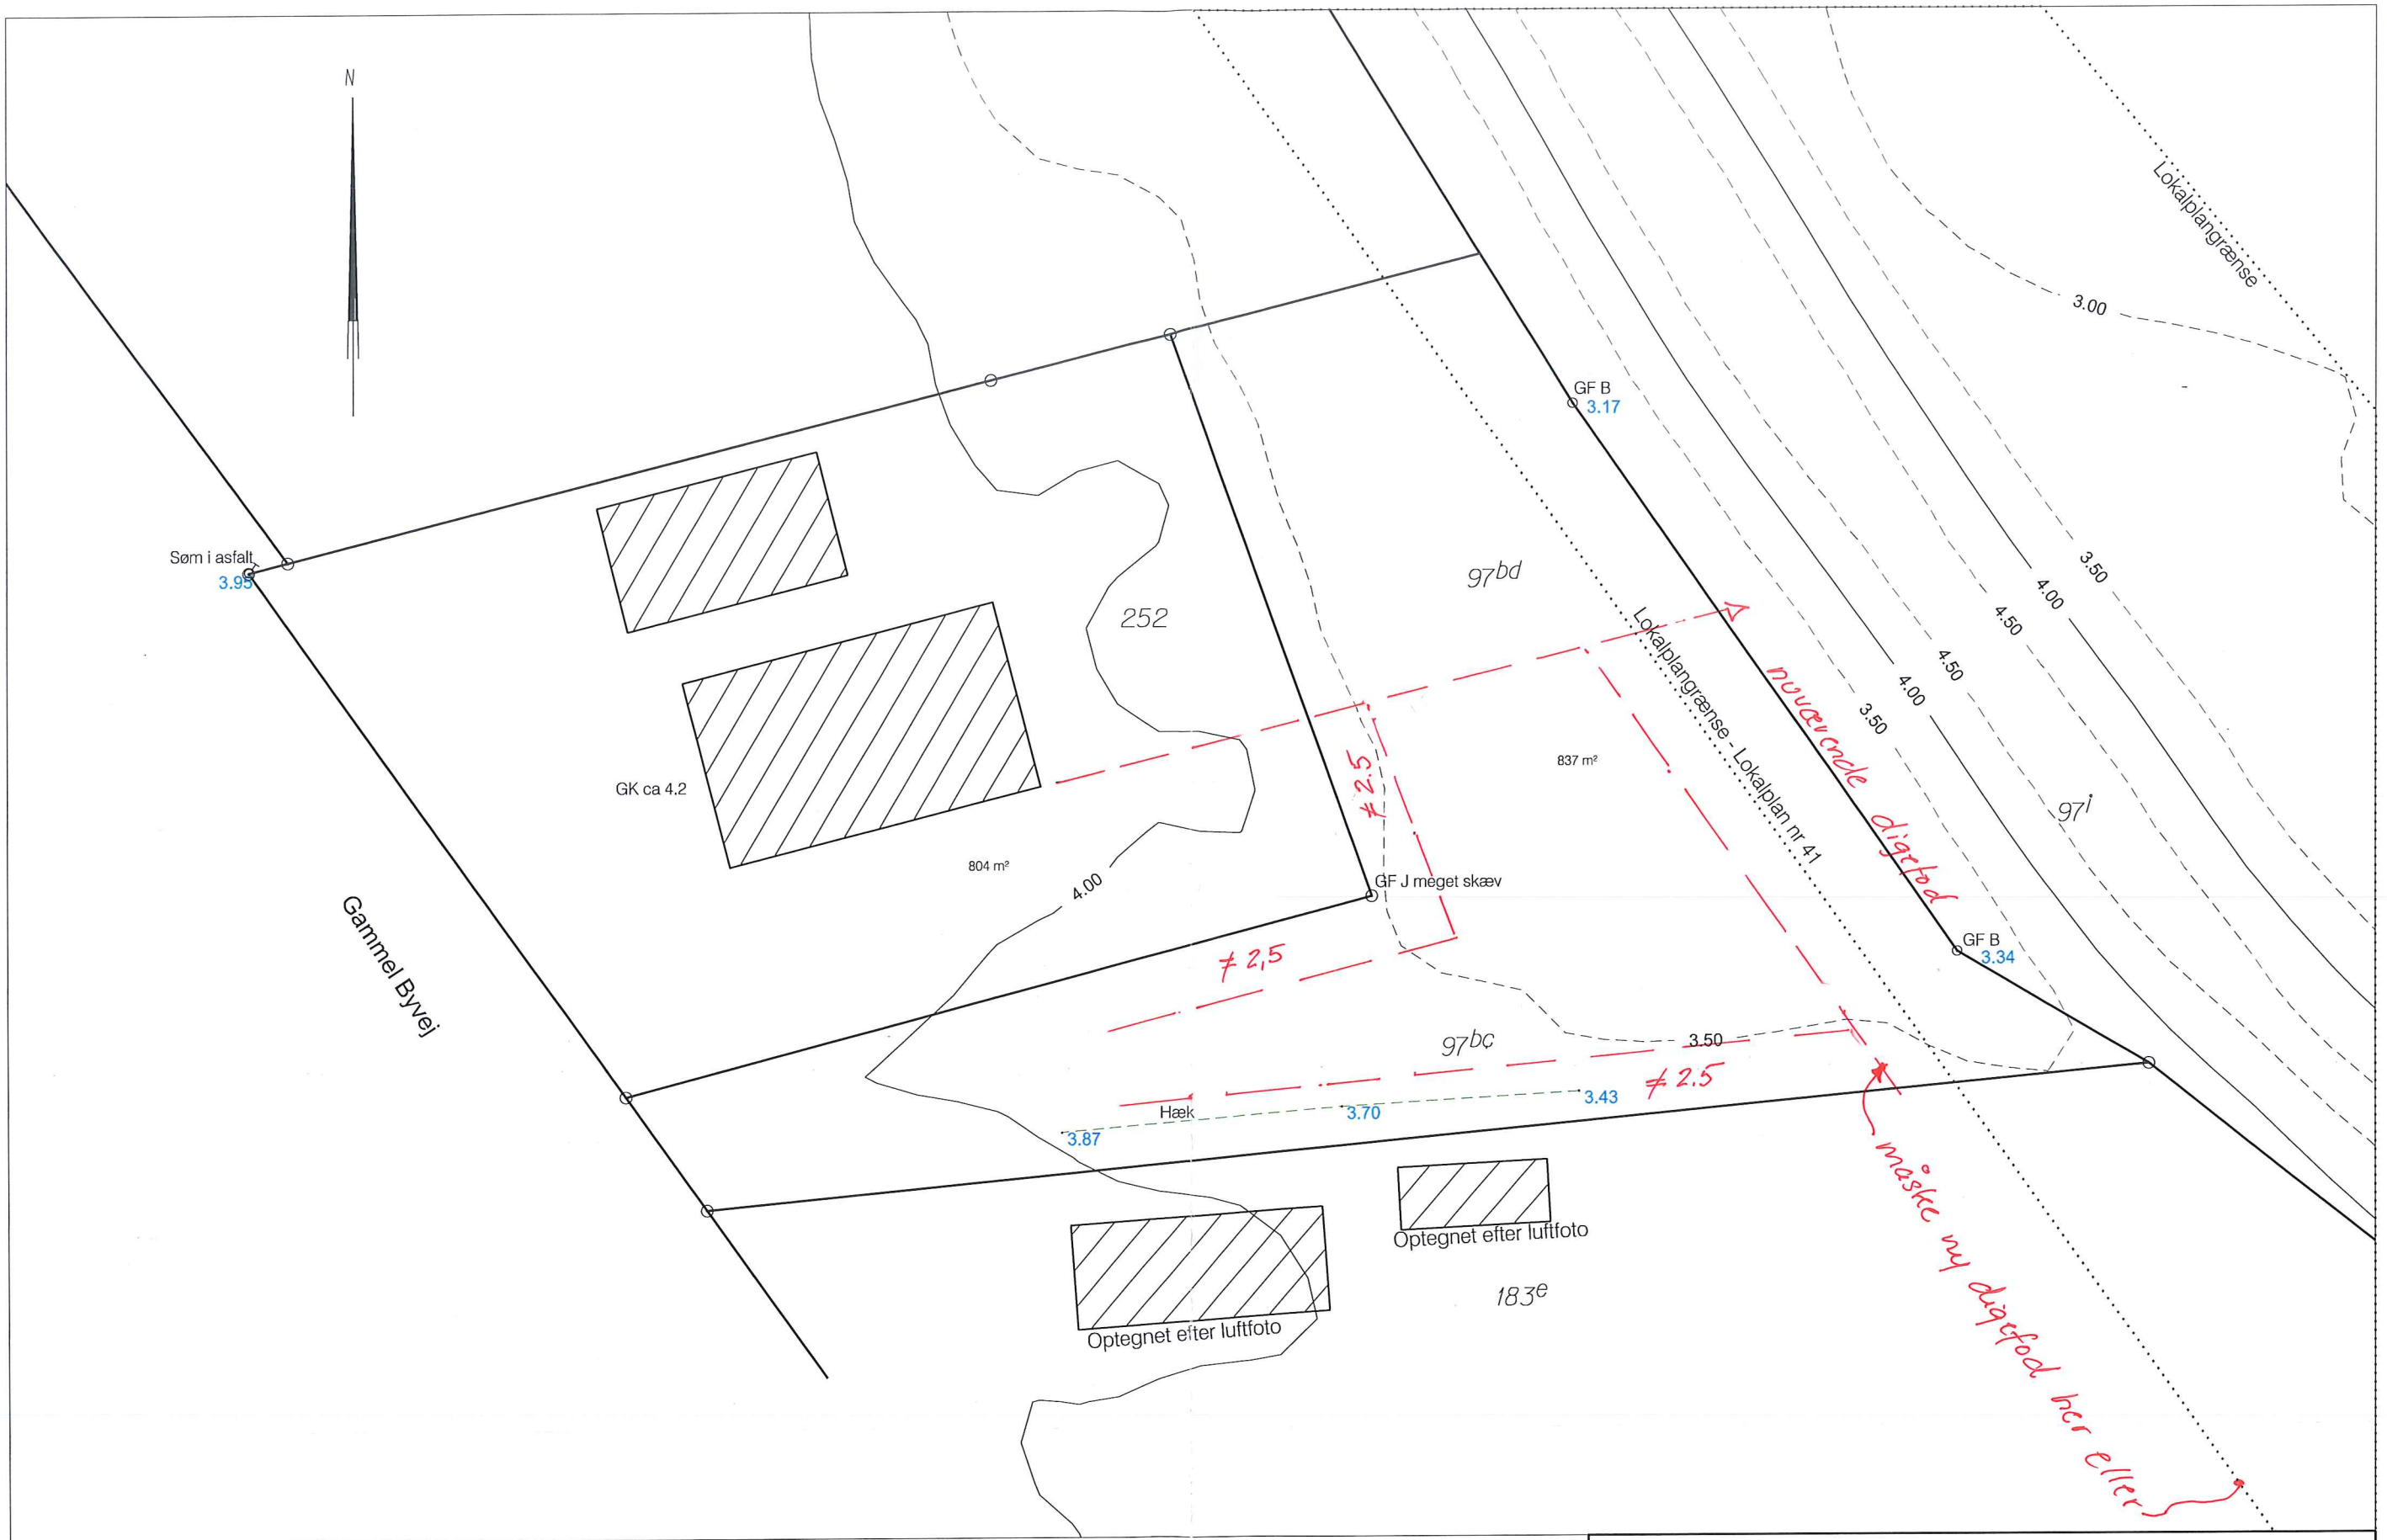 N
Lokalplangrænse
3.00
GF B
3.17
Søm i asfalt
3.95
252
97bd
3.50
4.00
4.50
4.50
4.00
3.50
Lokalplangrænse - Lokalplan nr 41
nuværende digefod
837 m²
97i
GK ca 4.2
804 m²
≠ 2.5
4.00
GF J meget skæv
Gammel Byvej
≠ 2,5
GF B
3.34
97bc
3.50
≠ 2.5
Hæk
3.87
3.70
3.43
måske ny digefod her eller
Optegnet efter luftfoto
183e
Optegnet efter luftfoto